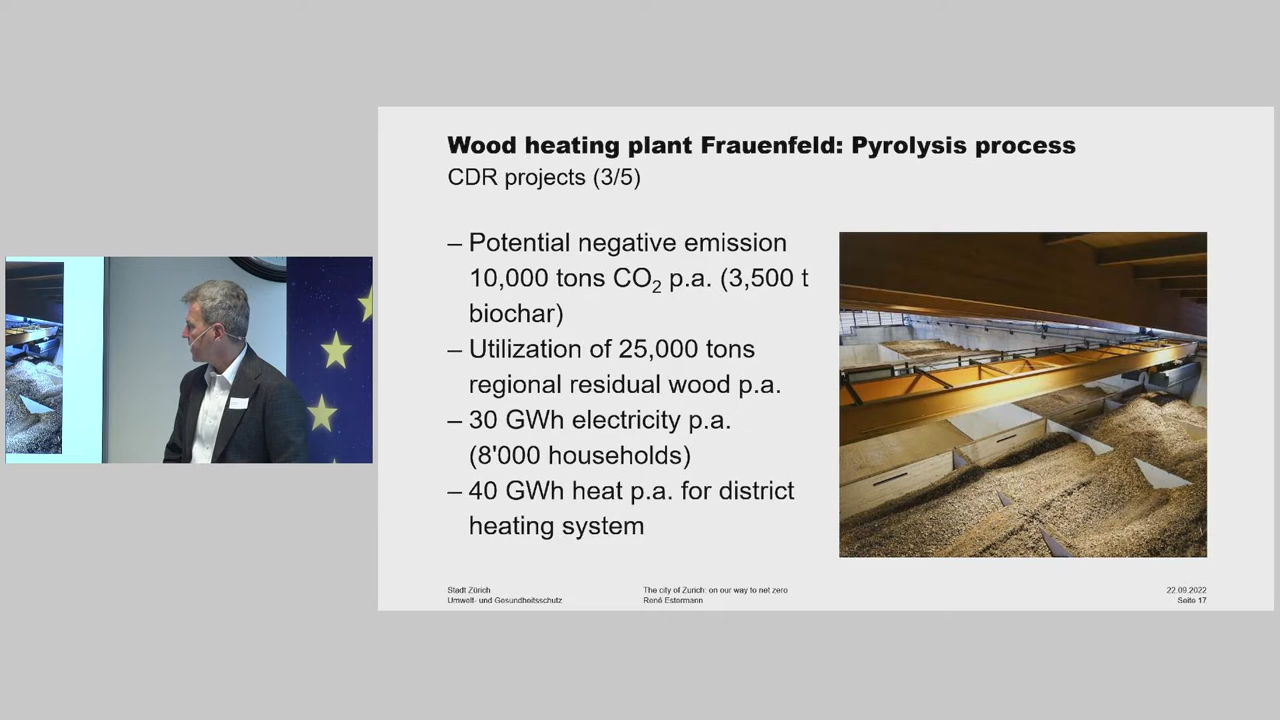 Wood heating plant Frauenfeld: Pyrolysis process
CDR projects (3/5)
– Potential negative emission
10,000 tons CO₂ p.a. (3,500 t
biochar)
– Utilization of 25,000 tons
regional residual wood p.a.
– 30 GWh electricity p.a.
(8'000 households)
– 40 GWh heat p.a. for district
heating system
Stadt Zürich
Umwelt- und Gesundheitsschutz
The city of Zurich: on our way to net zero
René Estermann
22.09.2022
Seite 17